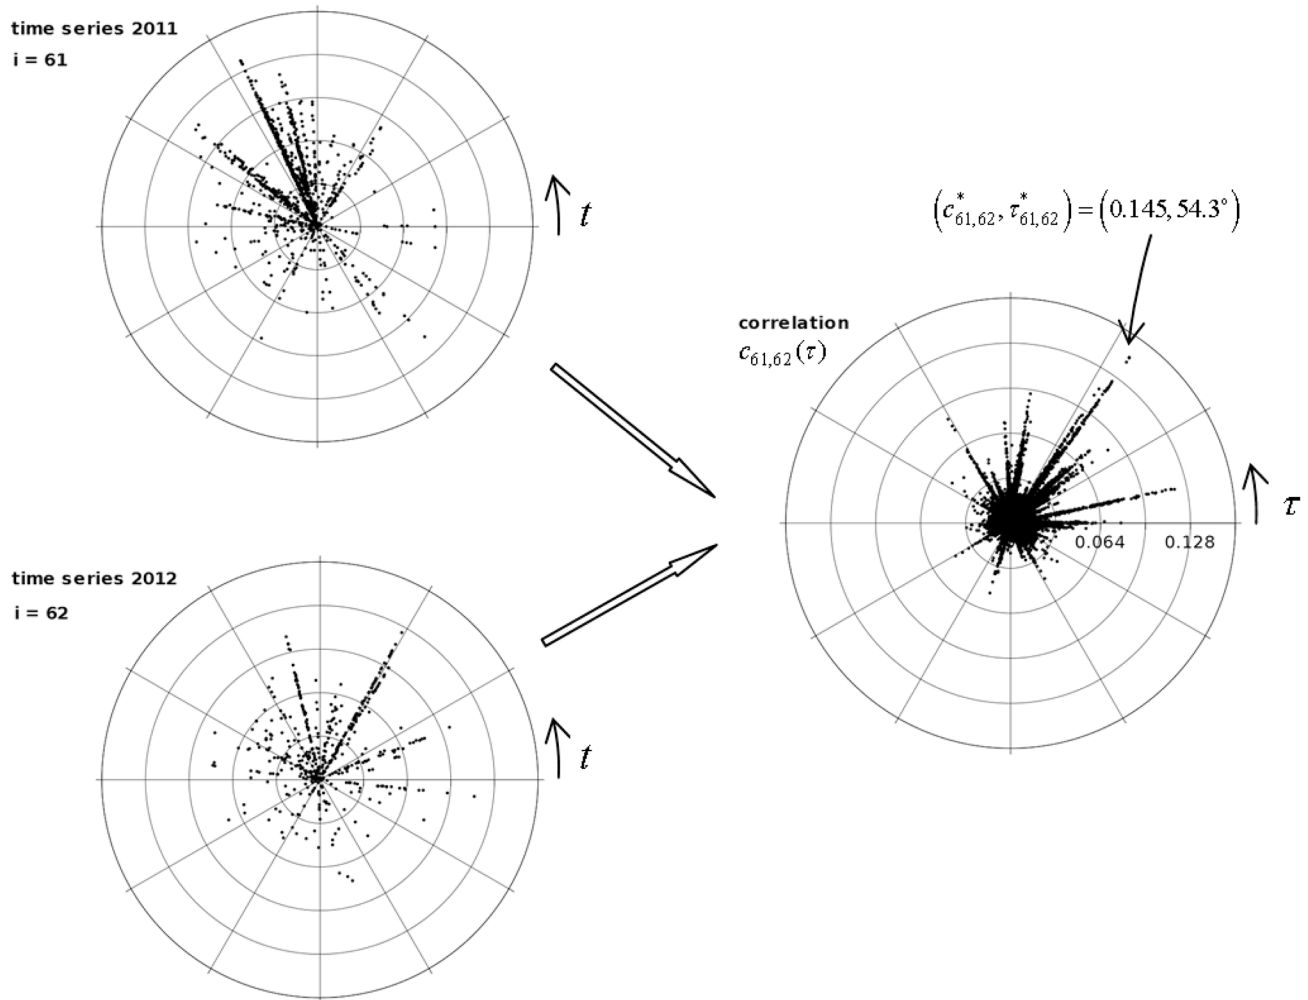 time series 2011
i = 61
t
(c*61,62, τ*61,62) = (0.145, 54.3°)
correlation
c61,62(τ)
τ
0.064 0.128
time series 2012
i = 62
t